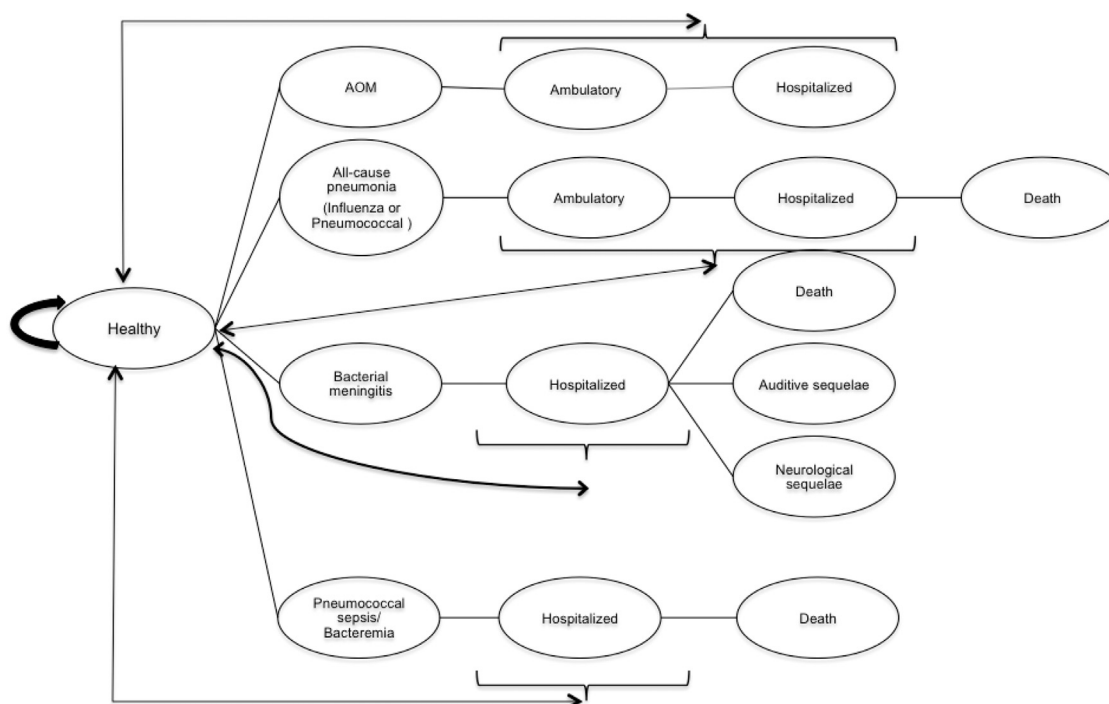 AOM
Ambulatory
Hospitalized
All-cause
pneumonia
(Influenza or
Pneumococcal )
Ambulatory
Hospitalized
Death
Healthy
Death
Bacterial
meningitis
Hospitalized
Auditive sequelae
Neurological
sequelae
Pneumococcal
sepsis/
Bacteremia
Hospitalized
Death